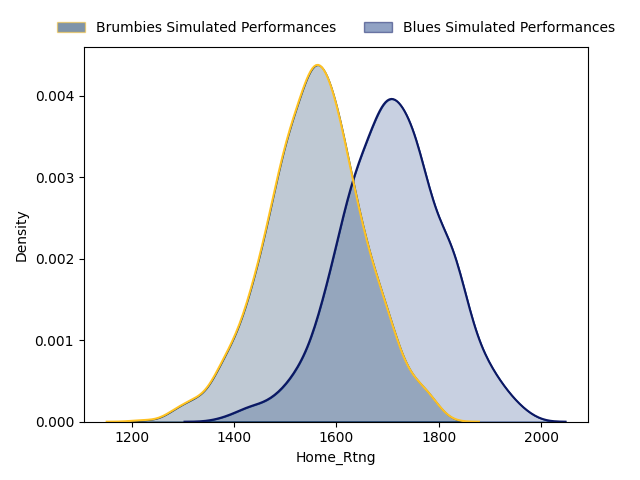 Brumbies Simulated Performances Blues Simulated Performances
0.004
0.003
0.002
0.001
0.000
Density
1200 1400 1600 1800 2000
Home_Rtng